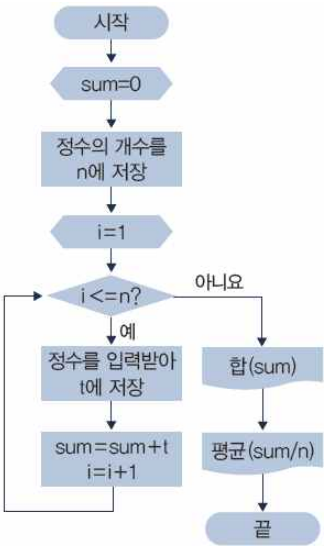 시작
sum=0
정수의 개수를
n에 저장
i=1
i<=n?
아니요
예
정수를 입력받아
t에 저장
sum=sum+t
i=i+1
합(sum)
평균(sum/n)
끝